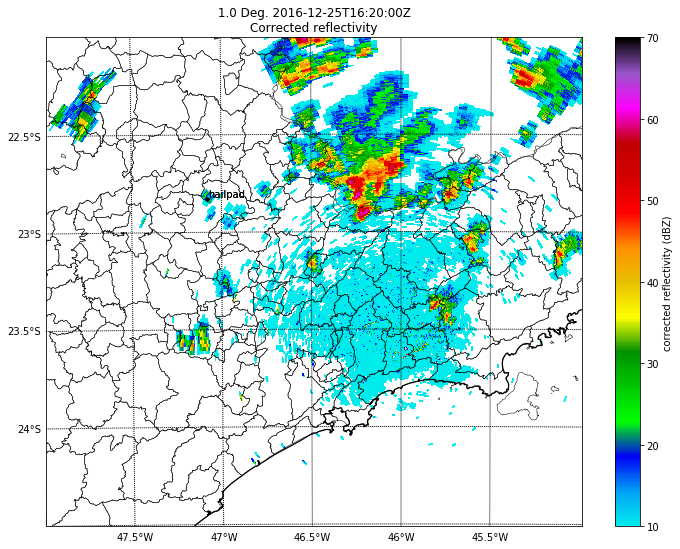 1.0 Deg. 2016-12-25T16:20:00Z
Corrected reflectivity
70
60
50
40
30
20
10
corrected reflectivity (dBZ)
22.5°S
23°S
23.5°S
24°S
hailpad
47.5°W
47°W
46.5°W
46°W
45.5°W